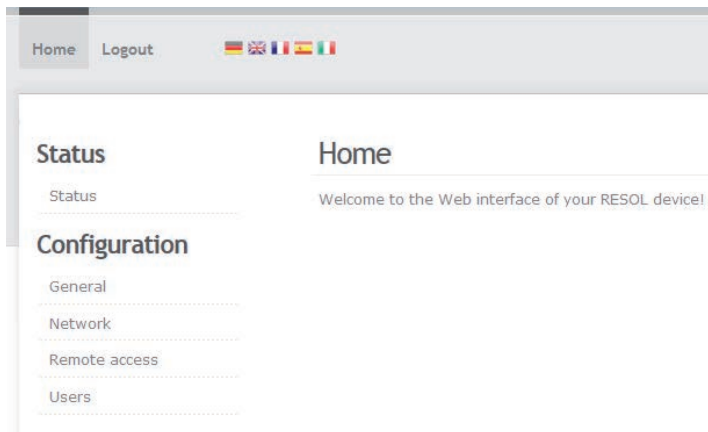 Home Logout
Status
Status
Configuration
General
Network
Remote access
Users
Home
Welcome to the Web interface of your RESOL device!